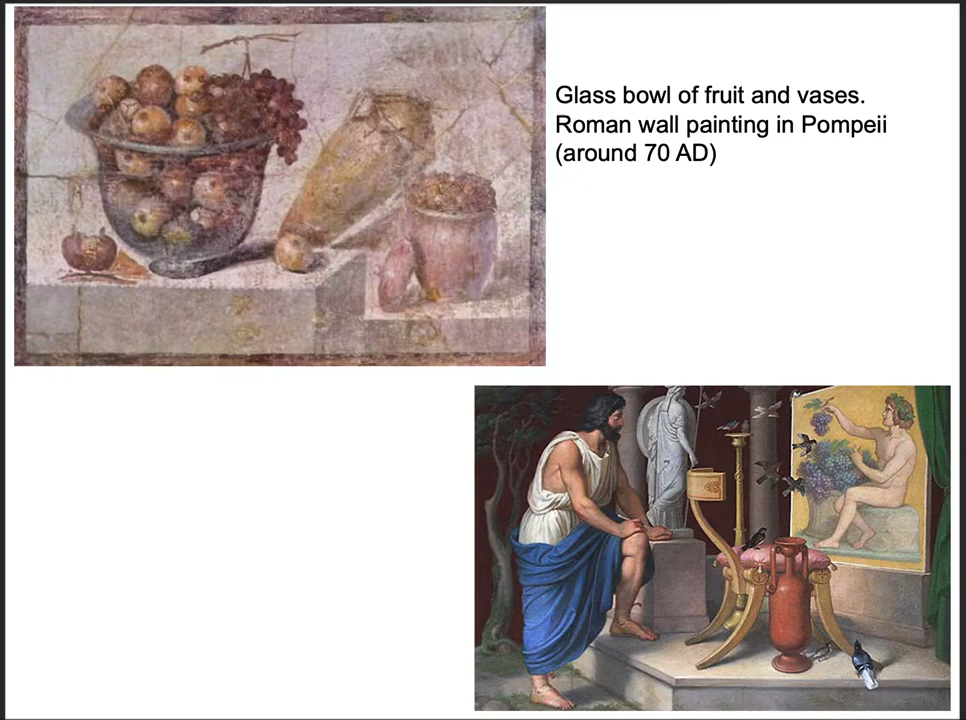 Glass bowl of fruit and vases.
Roman wall painting in Pompeii
(around 70 AD)